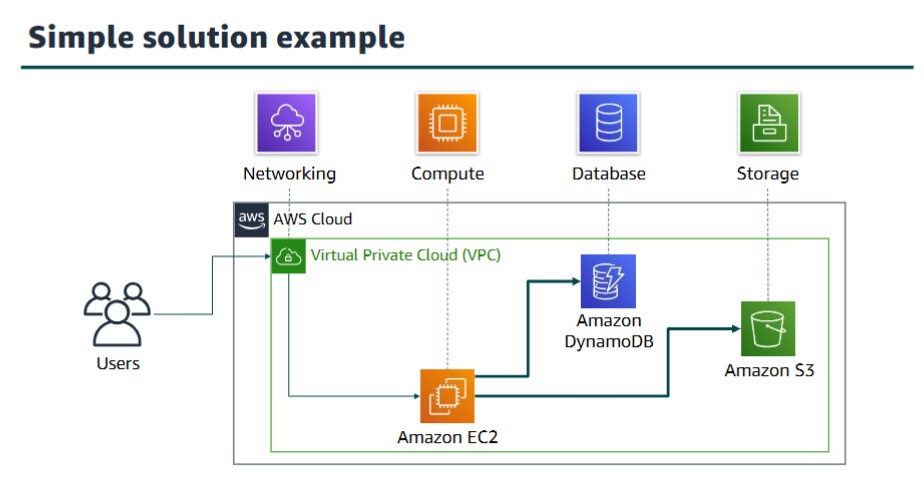 Simple solution example
Networking
Compute
Database
Storage
aws
AWS Cloud
Virtual Private Cloud (VPC)
Users
Amazon
DynamoDB
Amazon S3
Amazon EC2